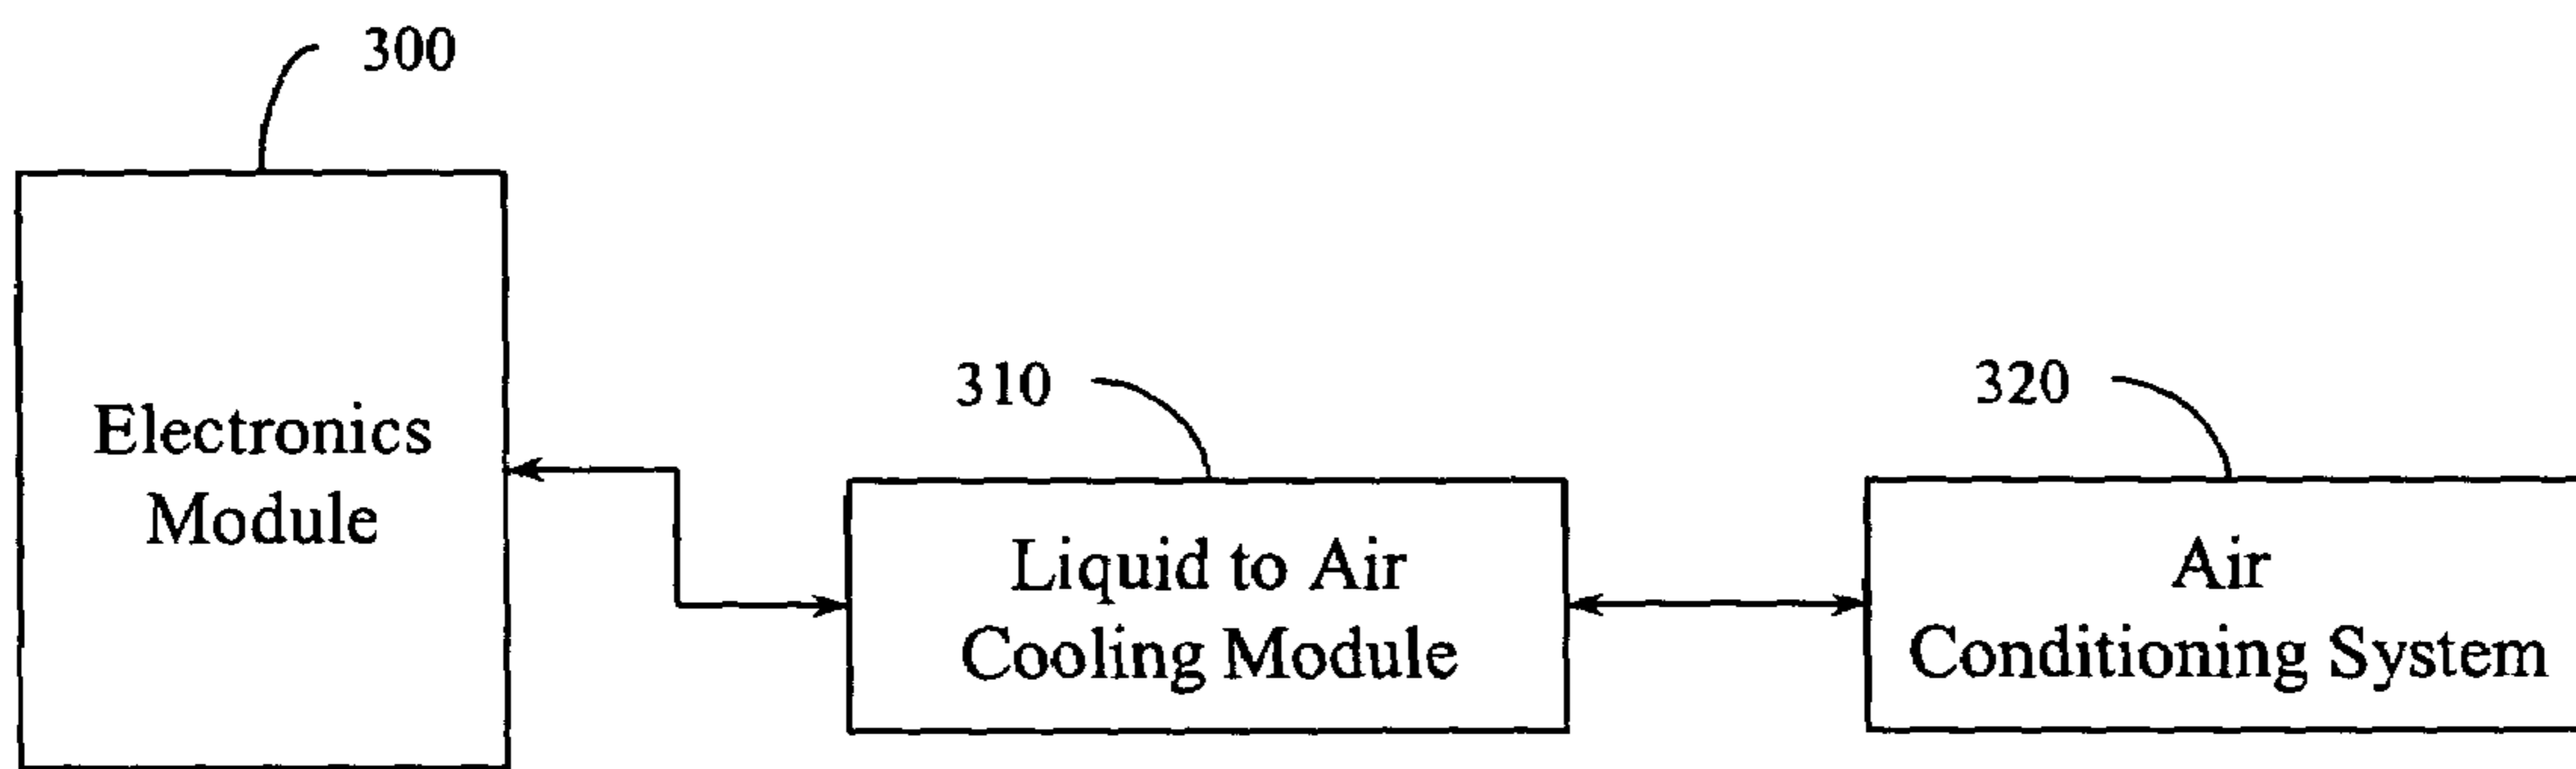 300
Electronics
Module
310
Liquid to Air
Cooling Module
320
Air
Conditioning System